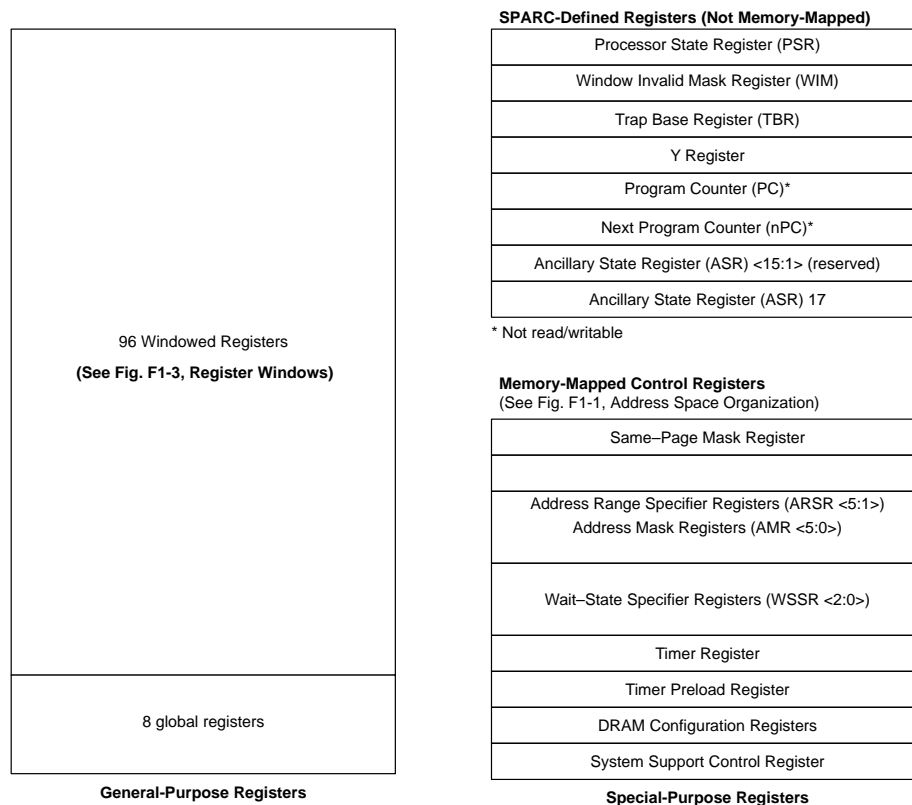 96 Windowed Registers
(See Fig. F1-3, Register Windows)
8 global registers
General-Purpose Registers
SPARC-Defined Registers (Not Memory-Mapped)
Processor State Register (PSR)
Window Invalid Mask Register (WIM)
Trap Base Register (TBR)
Y Register
Program Counter (PC)*
Next Program Counter (nPC)*
Ancillary State Register (ASR) <15:1> (reserved)
Ancillary State Register (ASR) 17
* Not read/writable
Memory-Mapped Control Registers
(See Fig. F1-1, Address Space Organization)
Same–Page Mask Register
Address Range Specifier Registers (ARSR <5:1>)
Address Mask Registers (AMR <5:0>)
Wait–State Specifier Registers (WSSR <2:0>)
Timer Register
Timer Preload Register
DRAM Configuration Registers
System Support Control Register
Special-Purpose Registers